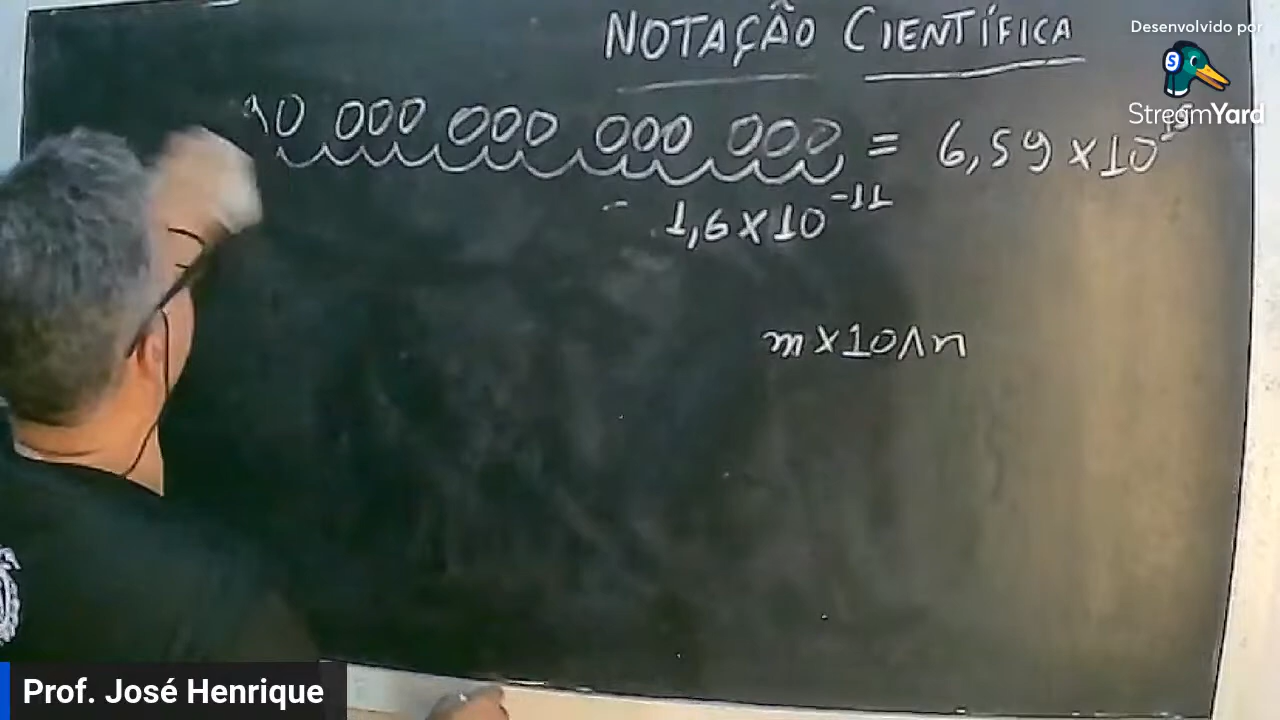 NOTAÇÃO CIENTÍFICA
Desenvolvido por
StreamYard
10 000 000 000 000 = 6,59 x 10
1,6 x 10^-11
m x 10^n
Prof. José Henrique